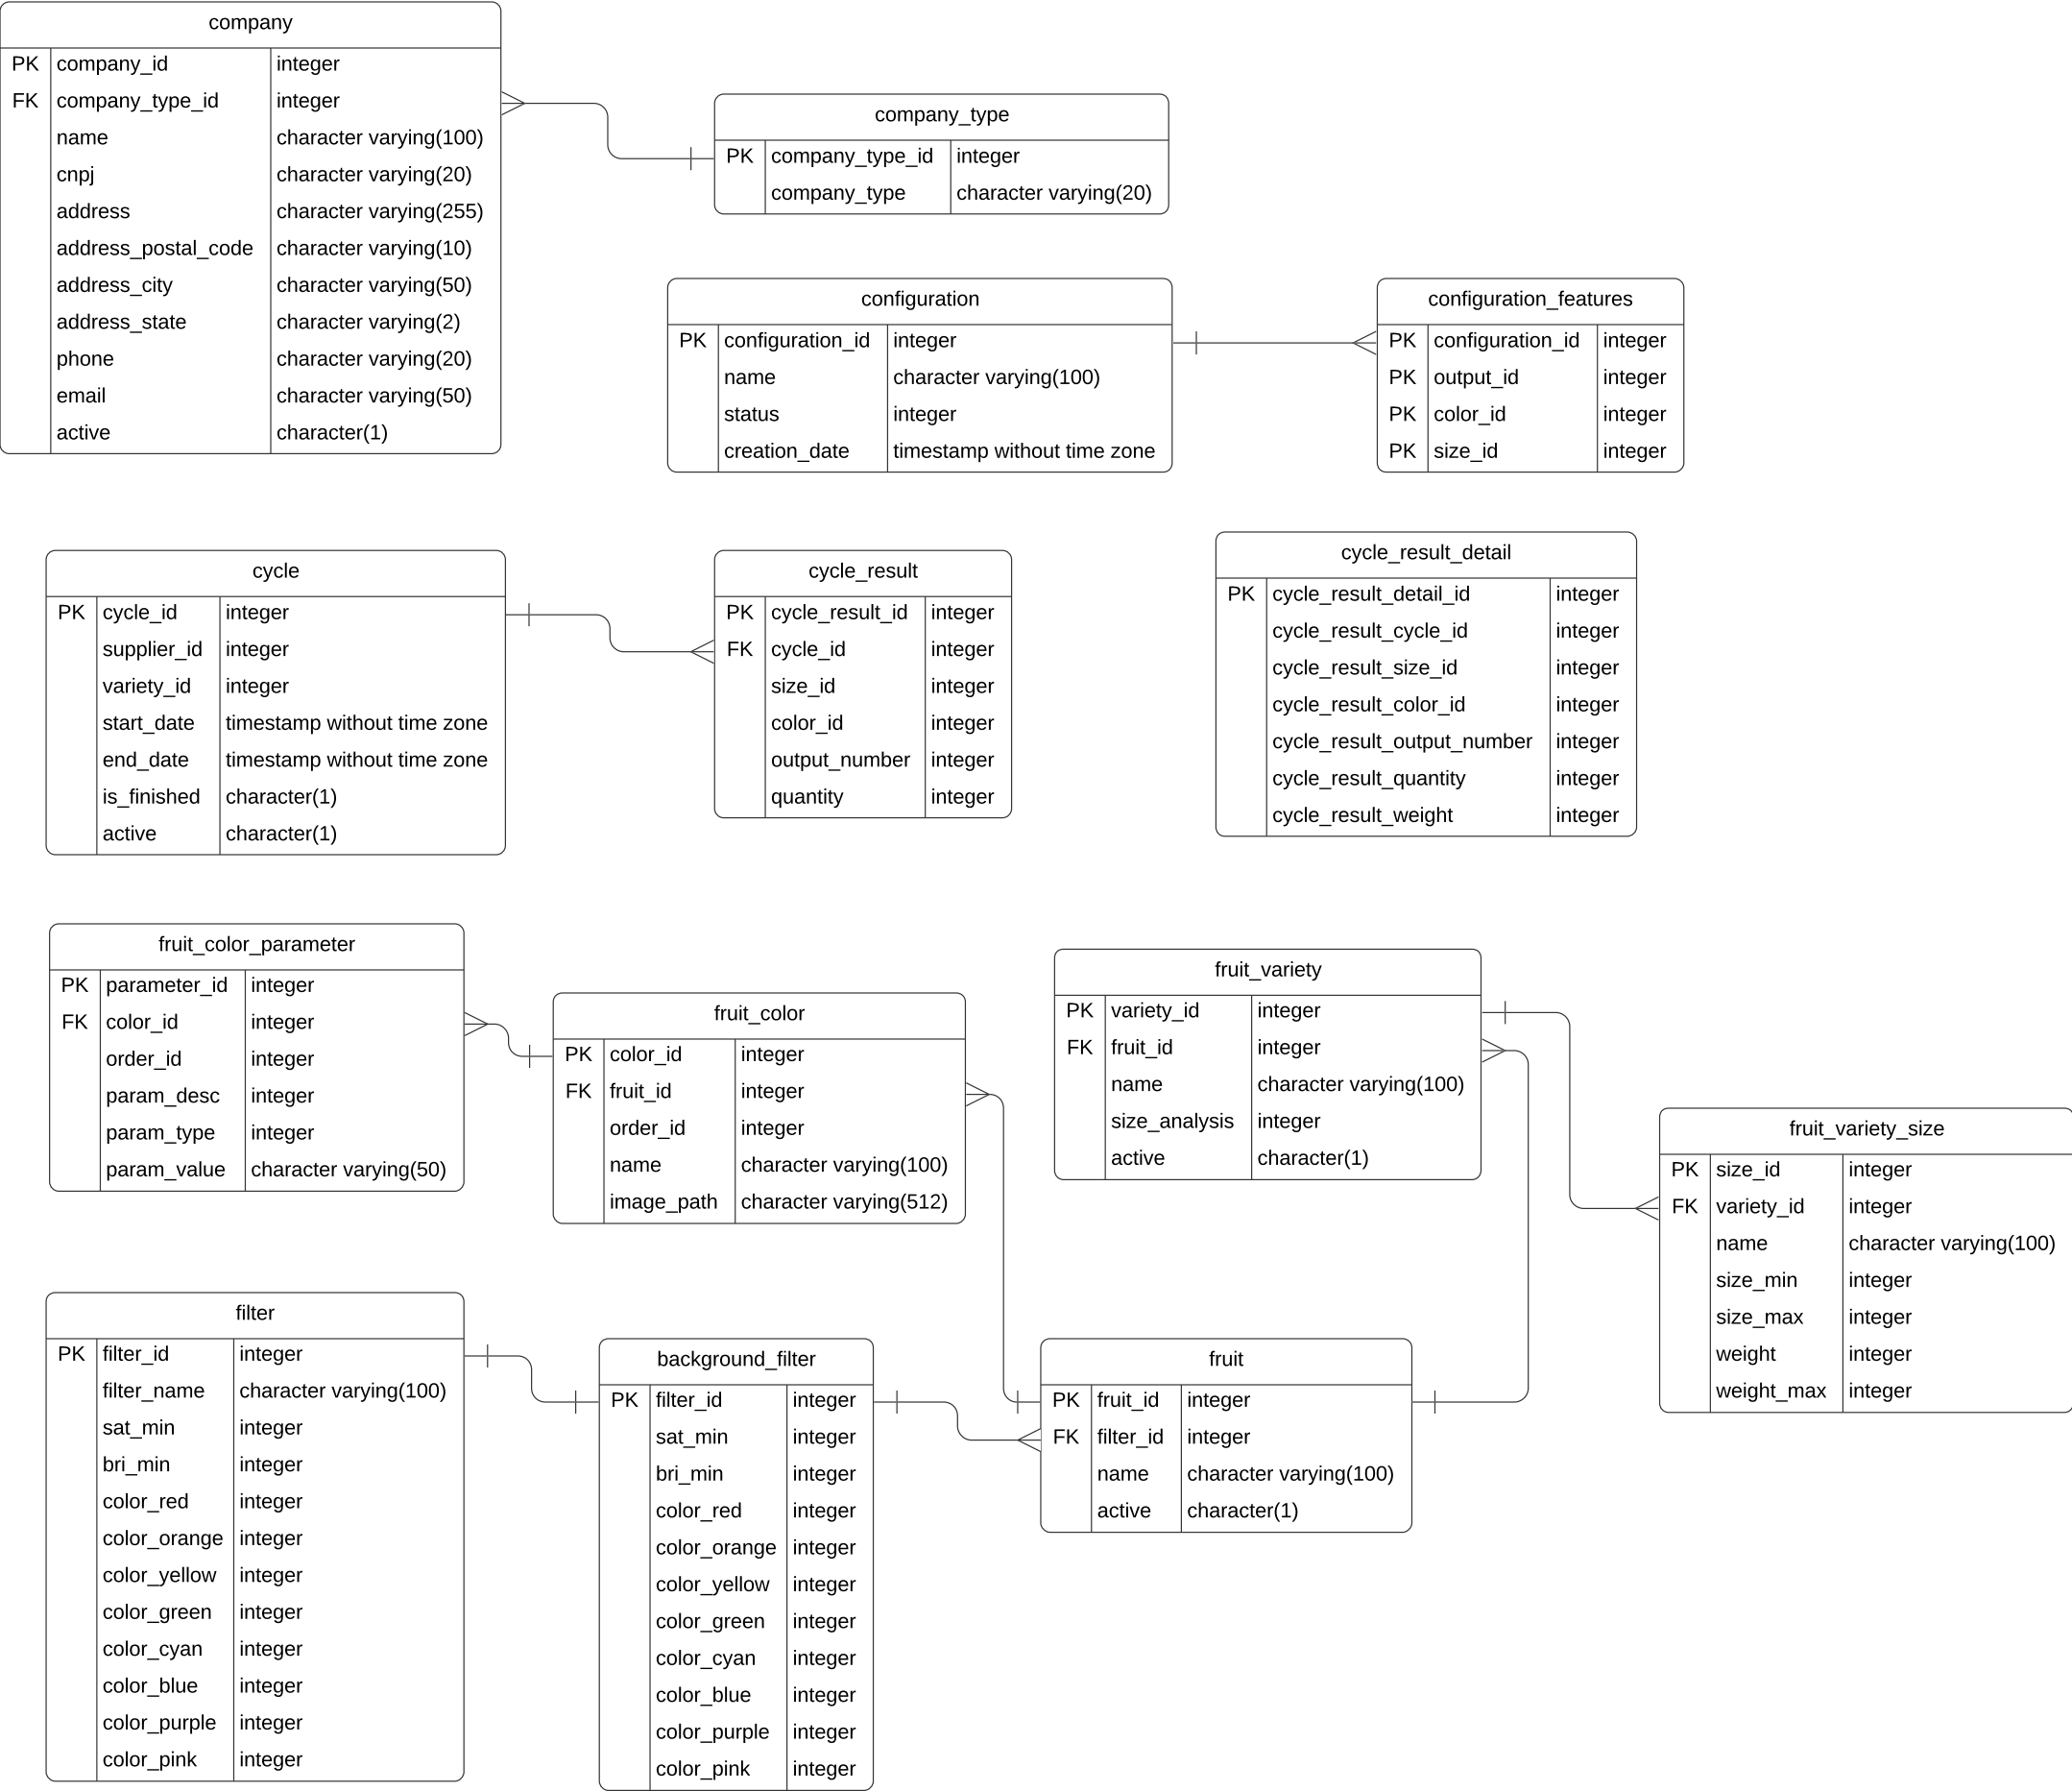 company
PK company_id integer
FK company_type_id integer
name character varying(100)
cnpj character varying(20)
address character varying(255)
address_postal_code character varying(10)
address_city character varying(50)
address_state character varying(2)
phone character varying(20)
email character varying(50)
active character(1)
company_type
PK company_type_id integer
company_type character varying(20)
configuration
PK configuration_id integer
name character varying(100)
status integer
creation_date timestamp without time zone
configuration_features
PK configuration_id integer
PK output_id integer
PK color_id integer
PK size_id integer
cycle
PK cycle_id integer
supplier_id integer
variety_id integer
start_date timestamp without time zone
end_date timestamp without time zone
is_finished character(1)
active character(1)
cycle_result
PK cycle_result_id integer
FK cycle_id integer
size_id integer
color_id integer
output_number integer
quantity integer
cycle_result_detail
PK cycle_result_detail_id integer
cycle_result_cycle_id integer
cycle_result_size_id integer
cycle_result_color_id integer
cycle_result_output_number integer
cycle_result_quantity integer
cycle_result_weight integer
fruit_color_parameter
PK parameter_id integer
FK color_id integer
order_id integer
param_desc integer
param_type integer
param_value character varying(50)
fruit_color
PK color_id integer
FK fruit_id integer
order_id integer
name character varying(100)
image_path character varying(512)
fruit_variety
PK variety_id integer
FK fruit_id integer
name character varying(100)
size_analysis integer
active character(1)
fruit_variety_size
PK size_id integer
FK variety_id integer
name character varying(100)
size_min integer
size_max integer
weight integer
weight_max integer
filter
PK filter_id integer
filter_name character varying(100)
sat_min integer
bri_min integer
color_red integer
color_orange integer
color_yellow integer
color_green integer
color_cyan integer
color_blue integer
color_purple integer
color_pink integer
background_filter
PK filter_id integer
sat_min integer
bri_min integer
color_red integer
color_orange integer
color_yellow integer
color_green integer
color_cyan integer
color_blue integer
color_purple integer
color_pink integer
fruit
PK fruit_id integer
FK filter_id integer
name character varying(100)
active character(1)